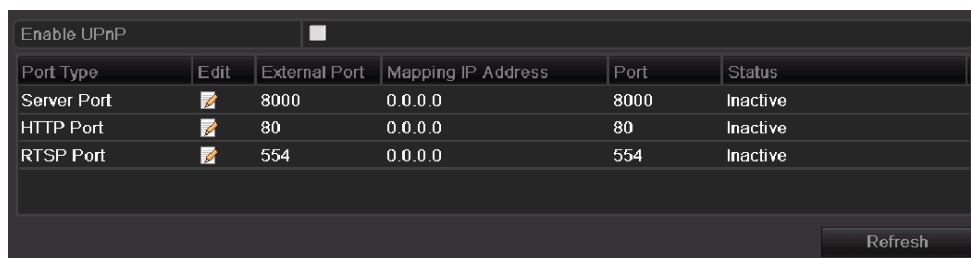 Enable UPnP
Port Type Edit External Port Mapping IP Address Port Status
Server Port 8000 0.0.0.0 8000 Inactive
HTTP Port 80 0.0.0.0 80 Inactive
RTSP Port 554 0.0.0.0 554 Inactive
Refresh